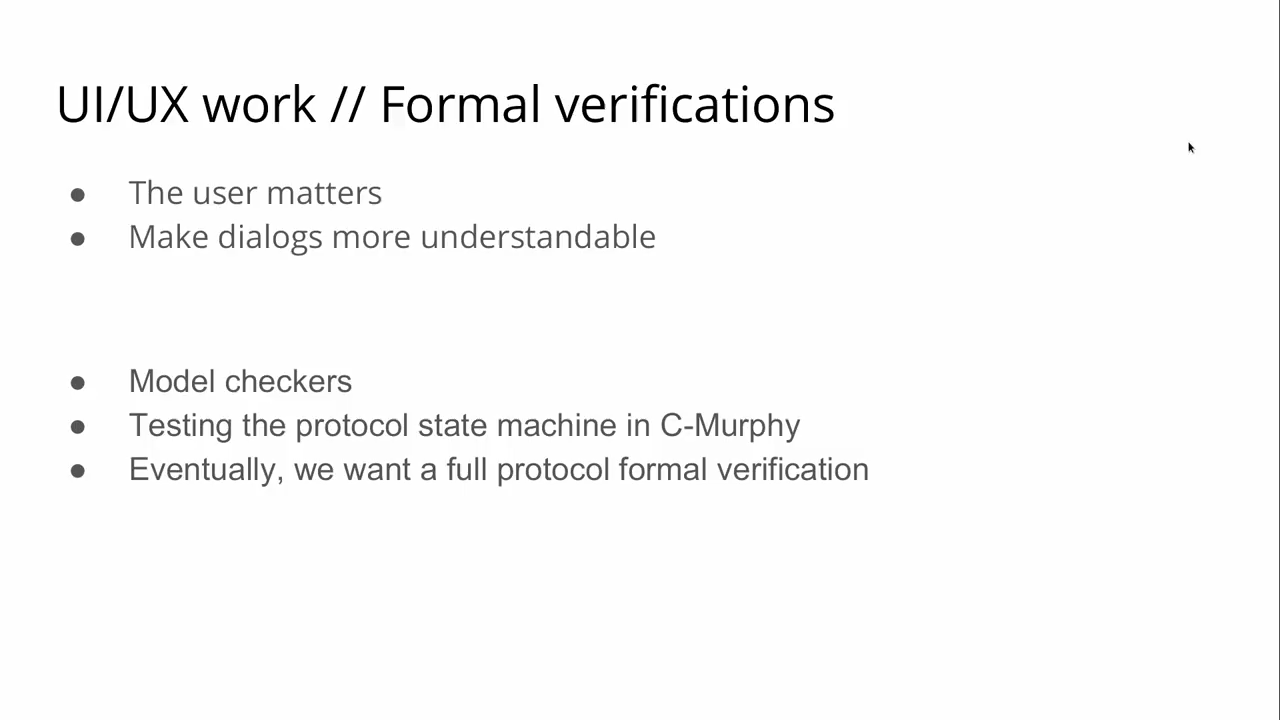 UI/UX work // Formal verifications
● The user matters
● Make dialogs more understandable
● Model checkers
● Testing the protocol state machine in C-Murphy
● Eventually, we want a full protocol formal verification